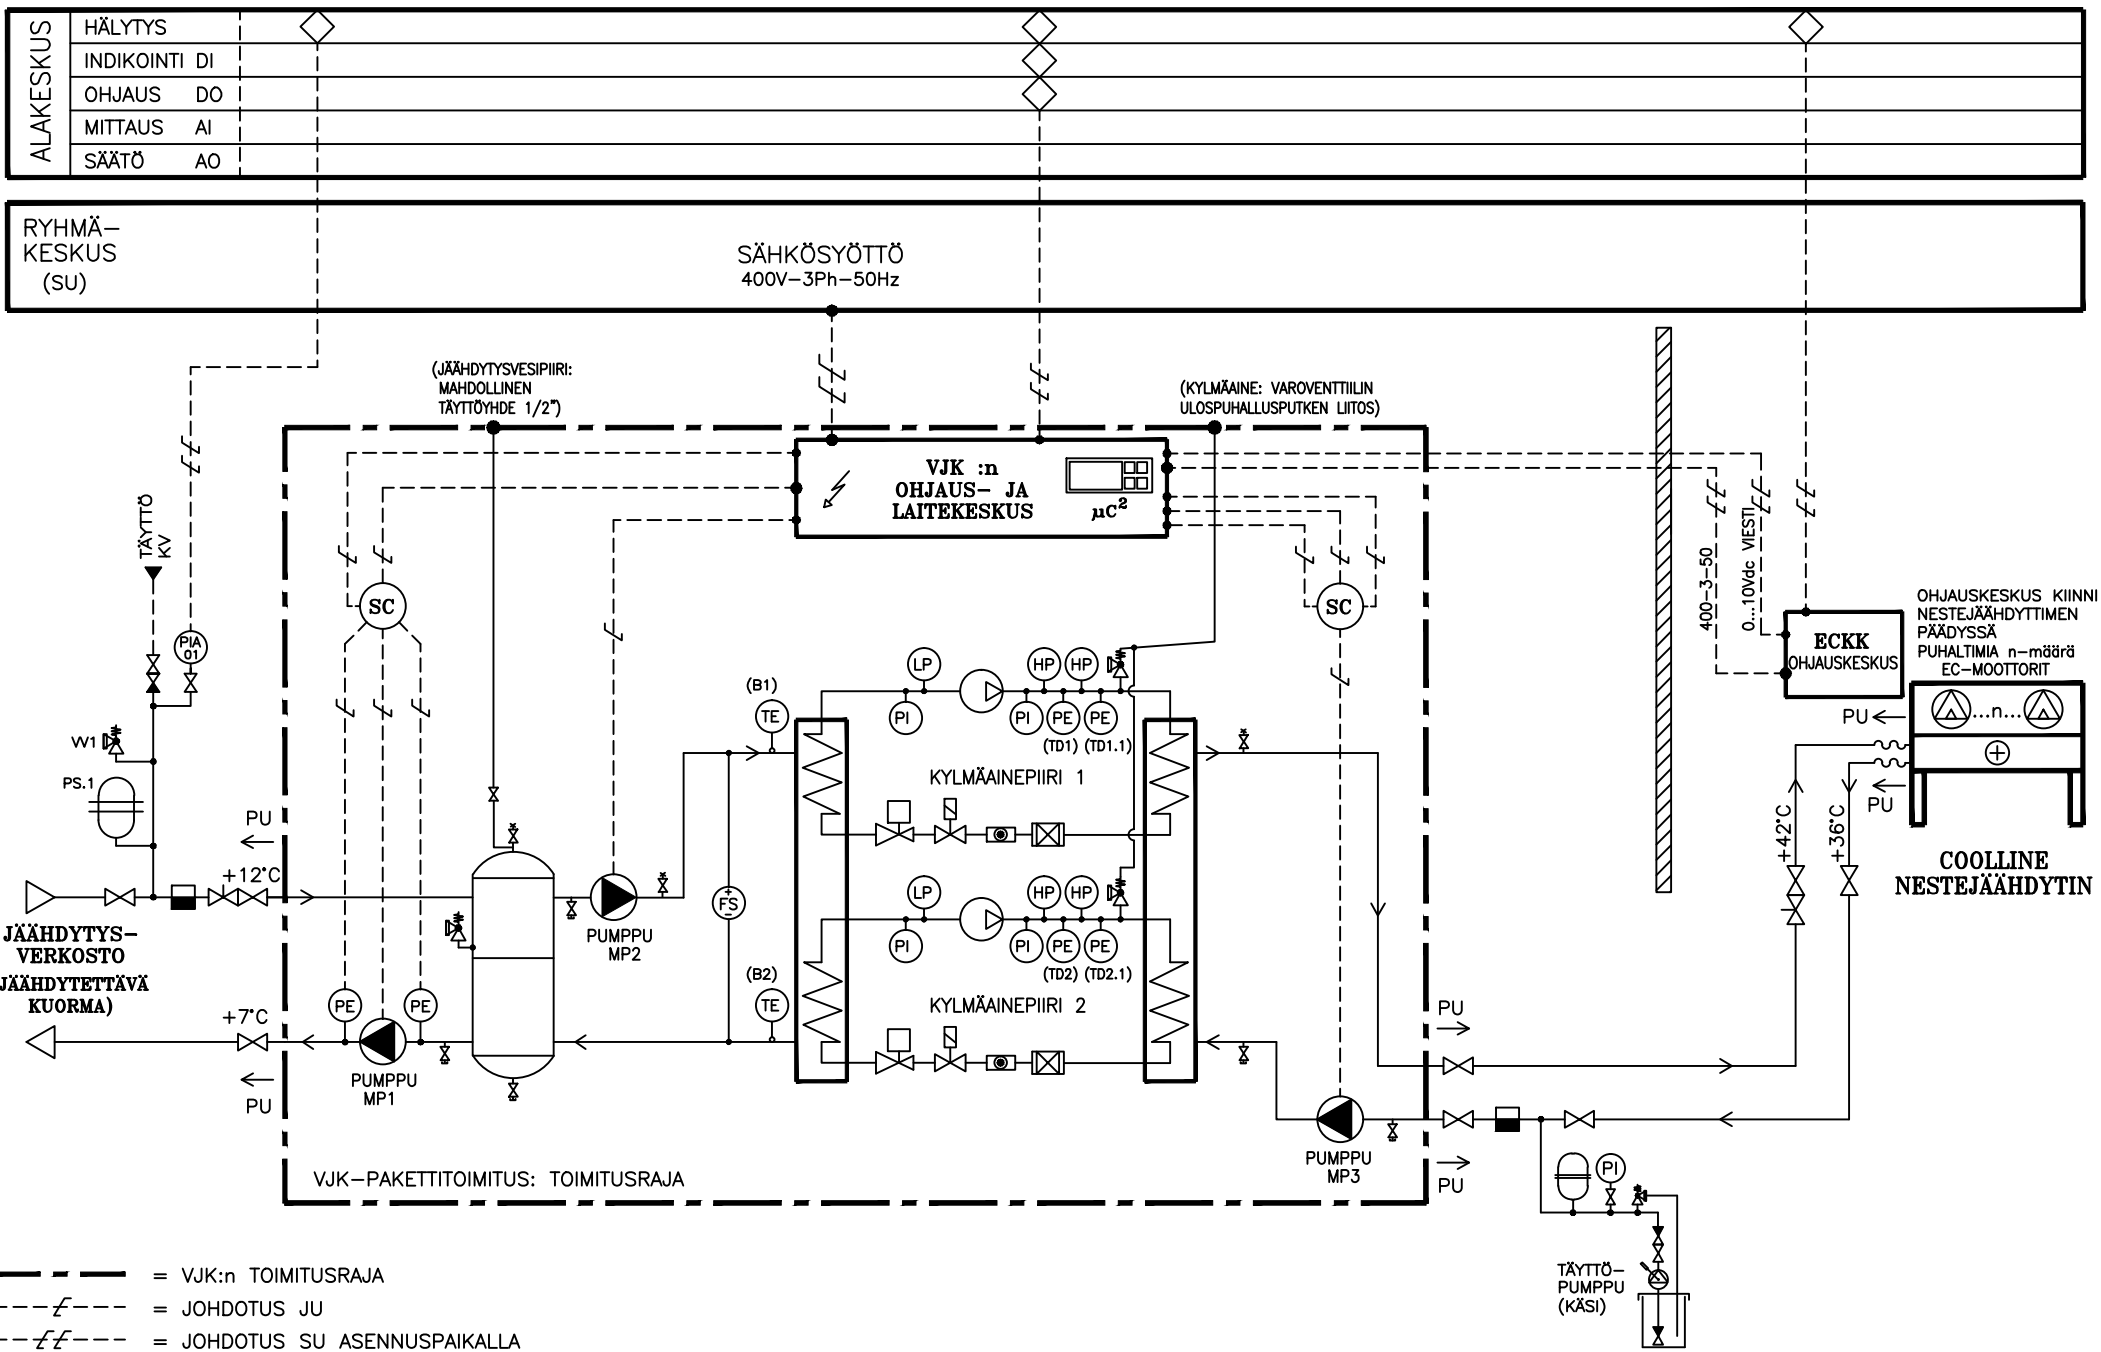 ALAKESKUS
HÄLYTYS
INDIKOINTI DI
OHJAUS DO
MITTAUS AI
SÄÄTÖ AO
RYHMÄ-
KESKUS
(SU)
SÄHKÖSYÖTTÖ
400V-3Ph-50Hz
(JÄÄHDYTYSVESIPIIRI:
MAHDOLLINEN
TÄYTTÖYHDE 1/2")
(KYLMÄAINE: VAROVENTTIILIN
ULOSPUHALLUSPUTKEN LIITOS)
VJK :n
OHJAUS- JA
LAITEKESKUS
µC²
TÄYTTÖ
KV
PIA
01
SC
SC
400-3-50
0...10Vdc VIESTI
ECKK
OHJAUSKESKUS
OHJAUSKESKUS KIINNI
NESTEJÄÄHDYTTIMEN
PÄÄDYSSÄ
PUHALTIMIA n-määrä
EC-MOOTTORIT
...n...
PU
PU
COOLLINE
NESTEJÄÄHDYTIN
+42°C
+36°C
VV1
PS.1
PU
+12°C
JÄÄHDYTYS-
VERKOSTO
JÄÄHDYTETTÄVÄ
KUORMA)
+7°C
PU
PE
PE
PUMPPU
MP1
PUMPPU
MP2
FS
(B1)
TE
(B2)
TE
LP
HP
HP
PI
PI
PE
PE
(TD1) (TD1.1)
KYLMÄAINEPIIRI 1
LP
HP
HP
PI
PI
PE
PE
(TD2) (TD2.1)
KYLMÄAINEPIIRI 2
PUMPPU
MP3
PU
PU
PI
TÄYTTÖ-
PUMPPU
(KÄSI)
VJK-PAKETTITOIMITUS: TOIMITUSRAJA
= VJK:n TOIMITUSRAJA
= JOHDOTUS JU
= JOHDOTUS SU ASENNUSPAIKALLA